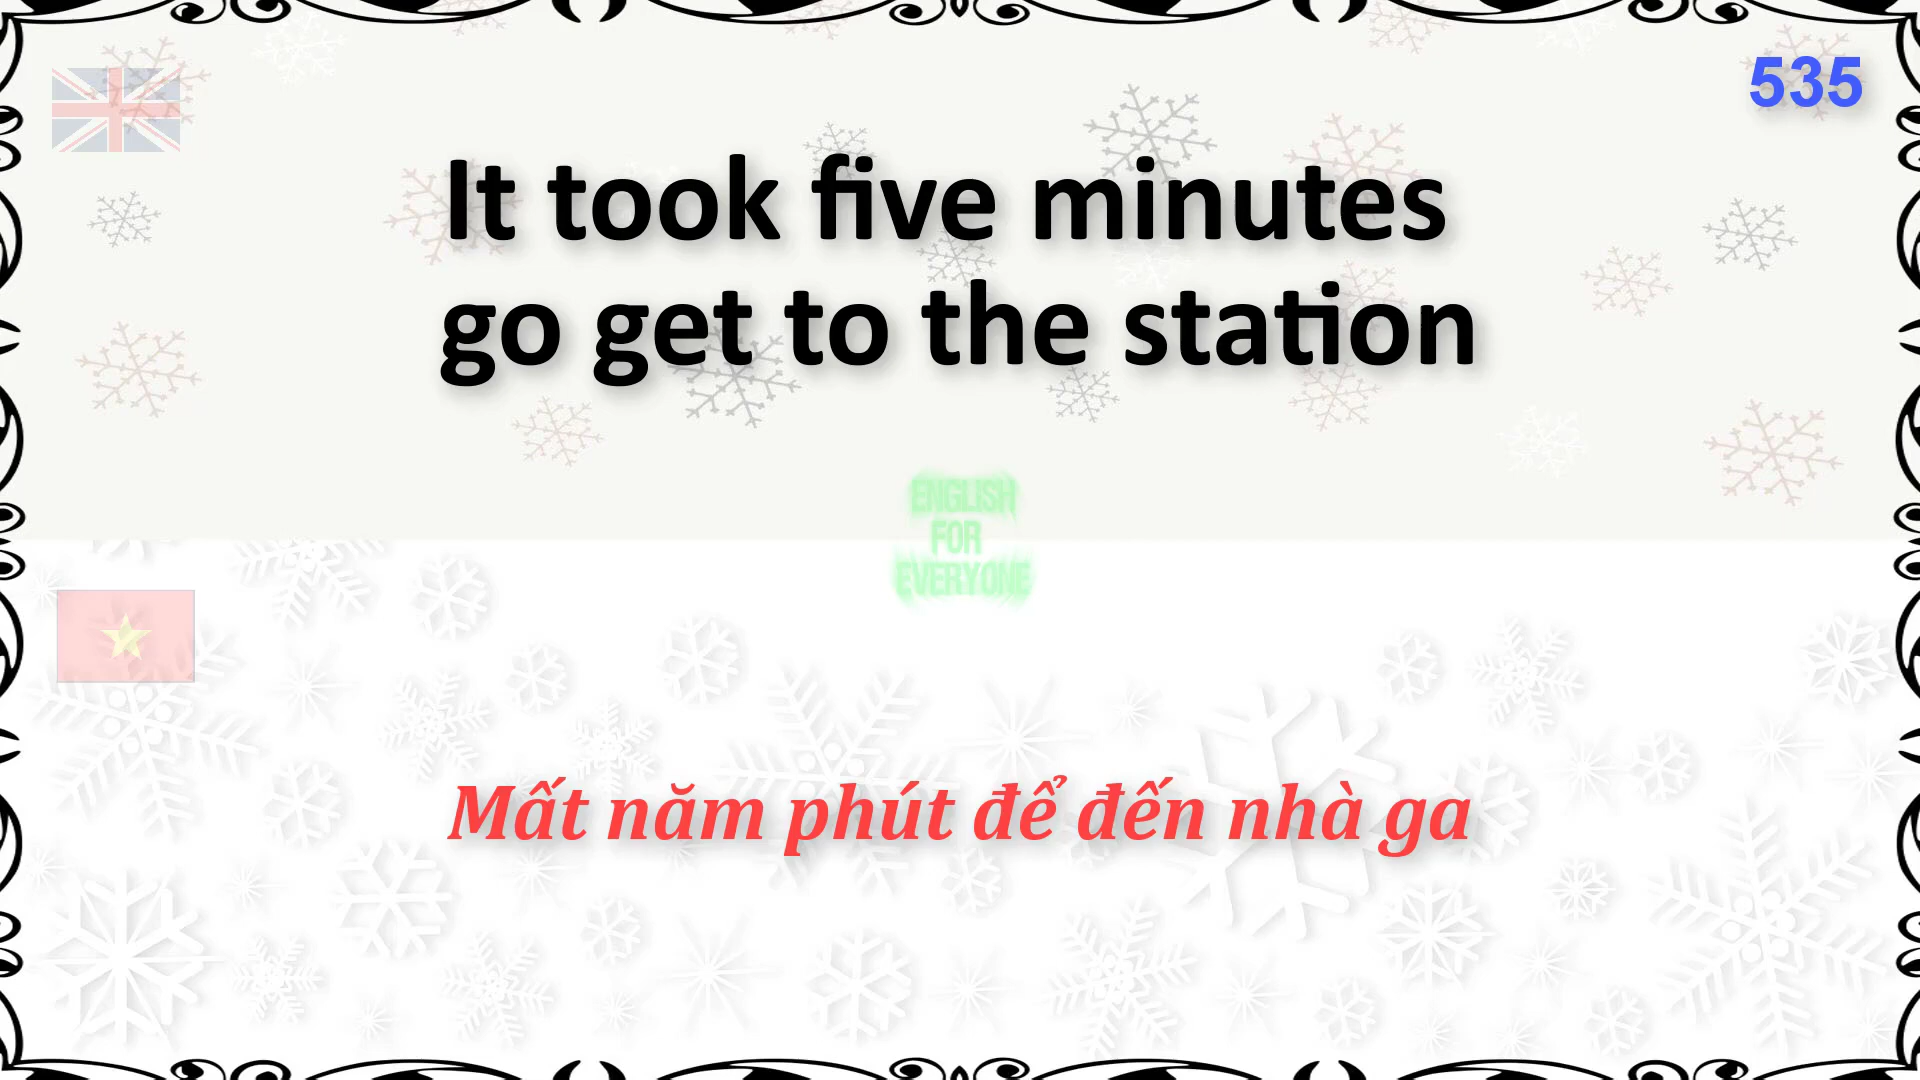 535
It took five minutes
go get to the station
ENGLISH
FOR
EVERYONE
Mất năm phút để đến nhà ga